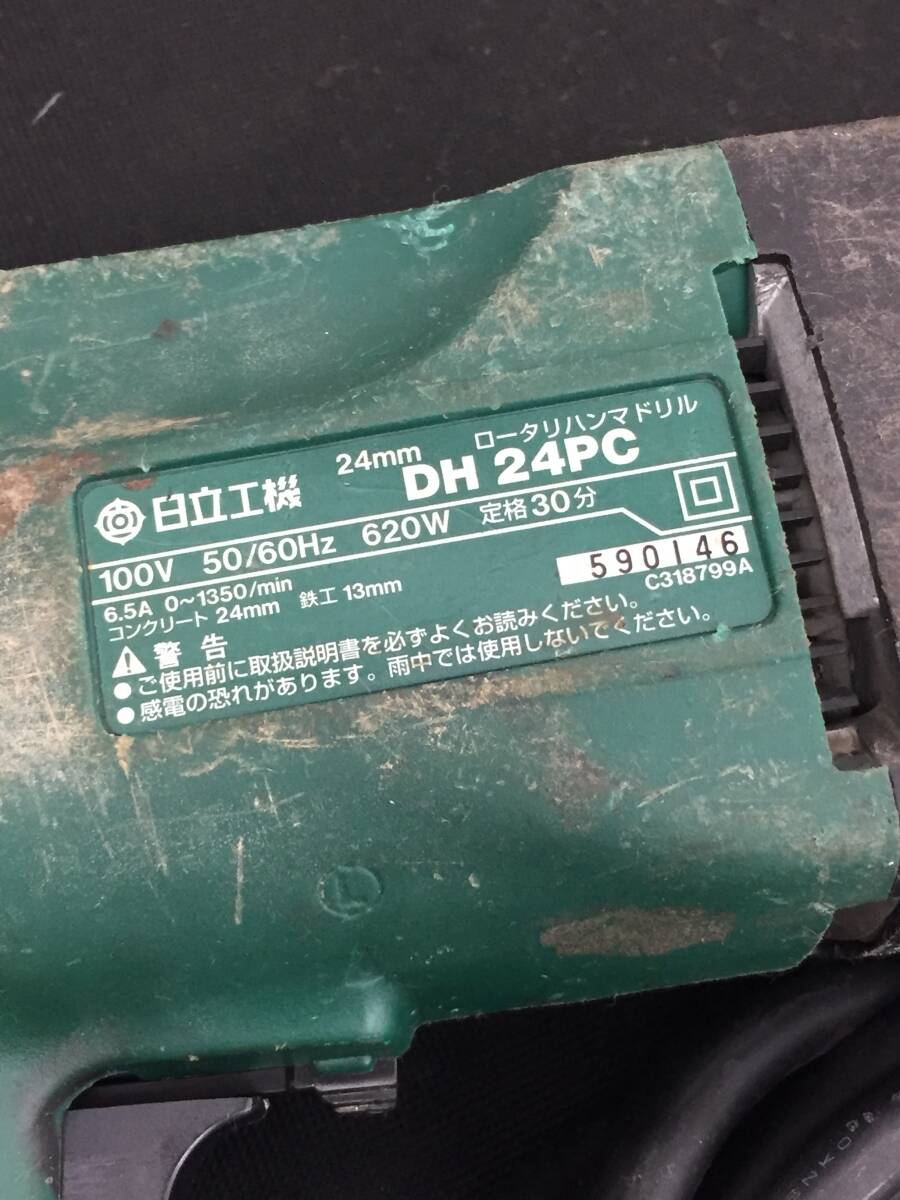 ロータリハンマドリル
日立工機 24mm DH 24PC
100V 50/60Hz 620W 定格30分
6.5A 0~1350/min
590146
コンクリート 24mm 鉄工 13mm
C318799A
警告
● ご使用前に取扱説明書を必ずよくお読みください。
● 感電の恐れがあります。雨中では使用しないでください。
L